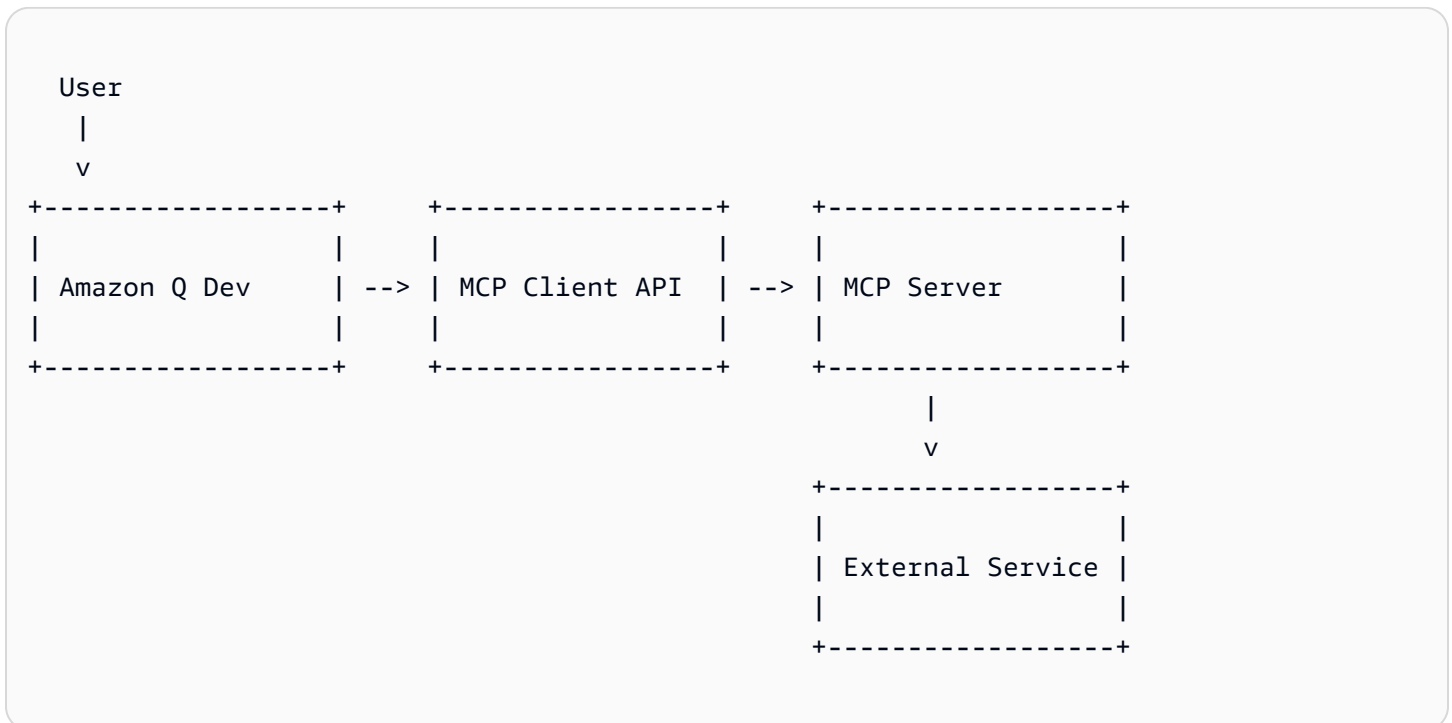 User
   |
   v
+------------------+     +-----------------+     +------------------+
|                  |     |                 |     |                  |
| Amazon Q Dev     | --> | MCP Client API  | --> | MCP Server       |
|                  |     |                 |     |                  |
+------------------+     +-----------------+     +------------------+
                                                        |
                                                        v
                                                 +------------------+
                                                 |                  |
                                                 | External Service |
                                                 |                  |
                                                 +------------------+